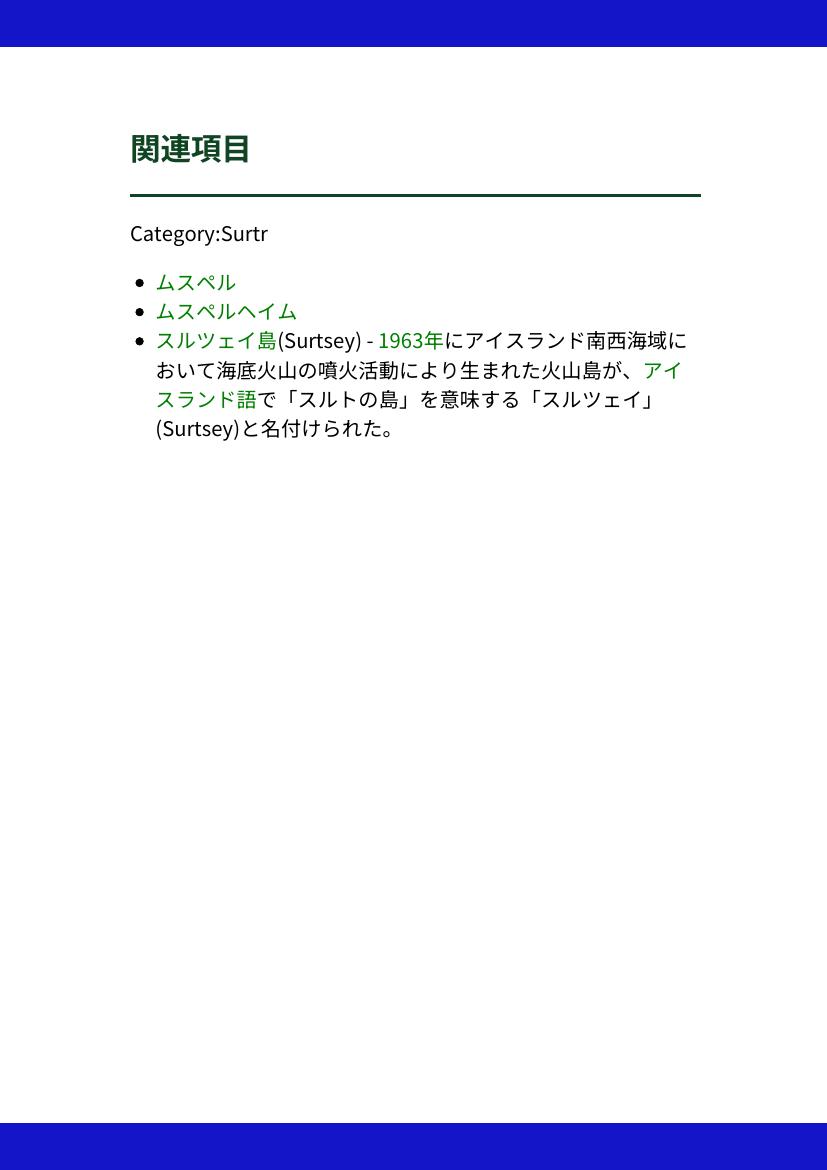 関連項目
Category:Surtr
ムスペル
ムスペルヘイム
スルツェイ島(Surtsey) - 1963年にアイスランド南西海域に
おいて海底火山の噴火活動により生まれた火山島が、アイ
スランド語で「スルトの島」を意味する「スルツェイ」
(Surtsey)と名付けられた。